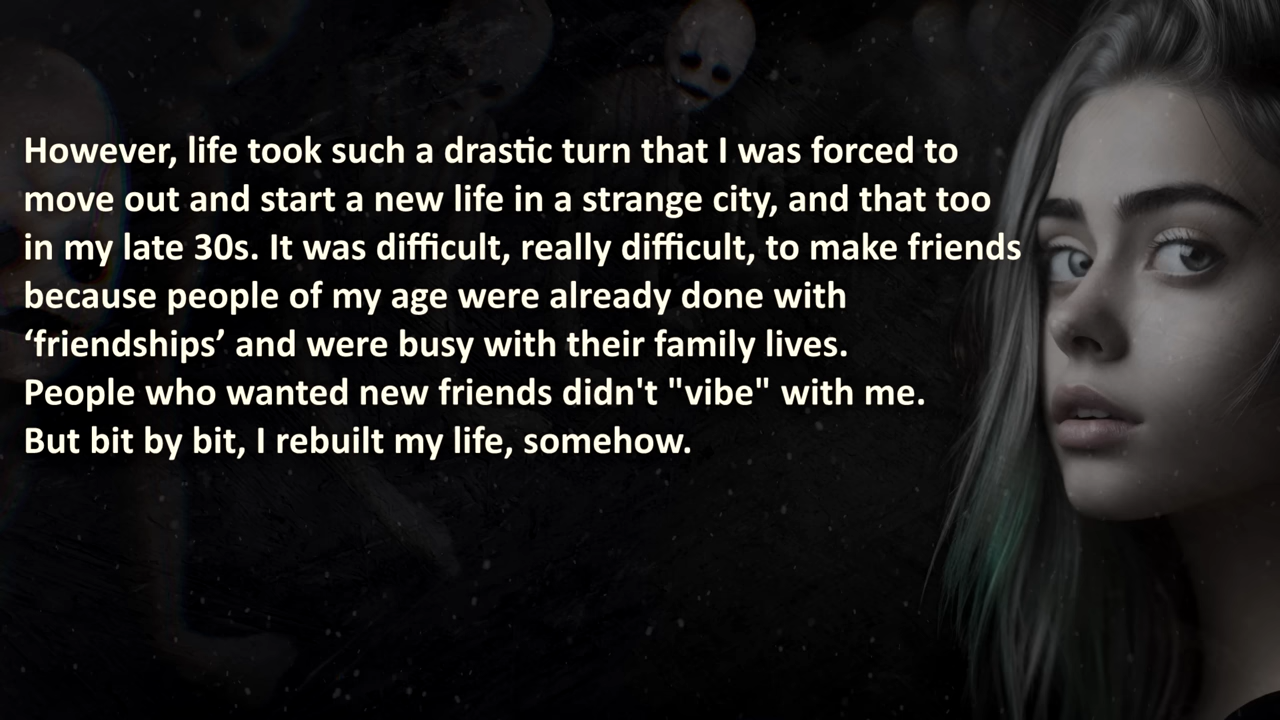 However, life took such a drastic turn that I was forced to
move out and start a new life in a strange city, and that too
in my late 30s. It was difficult, really difficult, to make friends
because people of my age were already done with
‘friendships’ and were busy with their family lives.
People who wanted new friends didn't "vibe" with me.
But bit by bit, I rebuilt my life, somehow.